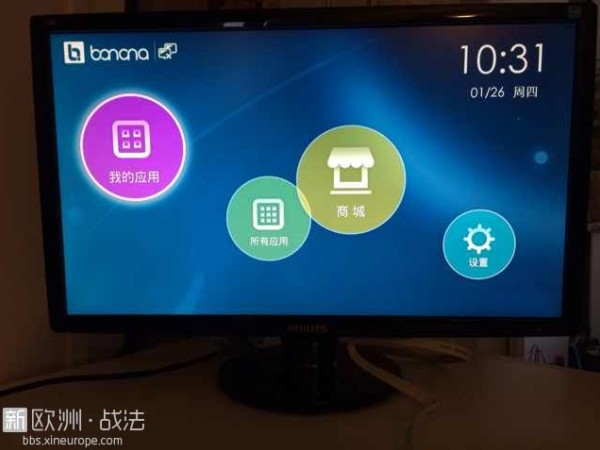 banana
10:31
01/26 周四
我的应用
商城
所有应用
设置
PHILIPS
新欧洲·战法
bbs.xineurope.com